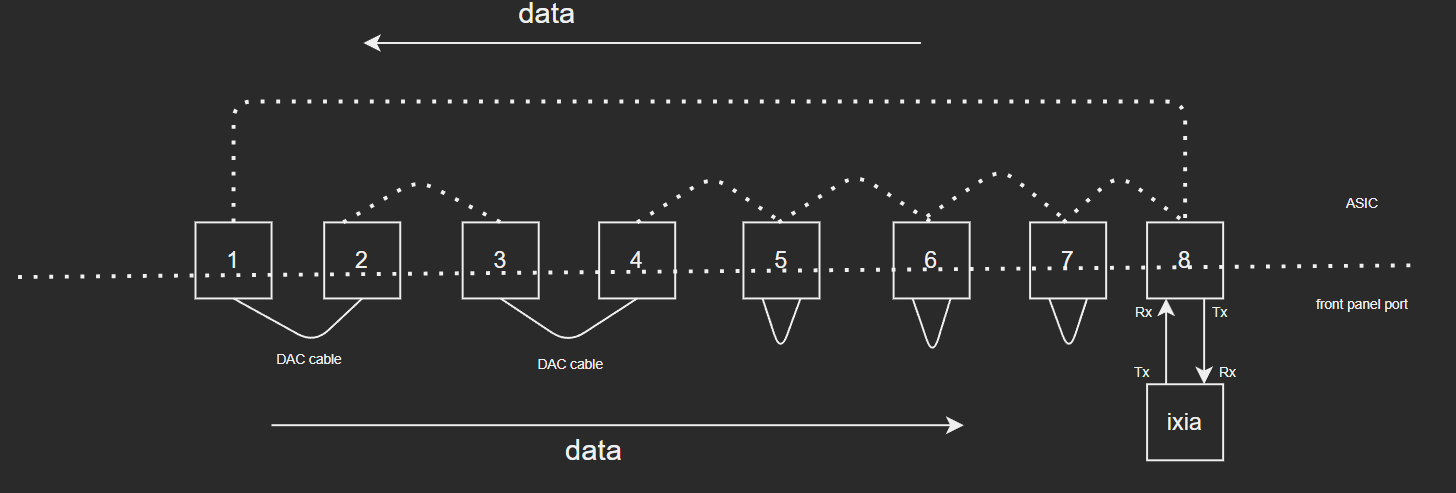 data
ASIC
1
2
3
4
5
6
7
8
front panel port
Rx
Tx
DAC cable
DAC cable
Tx
Rx
ixia
data